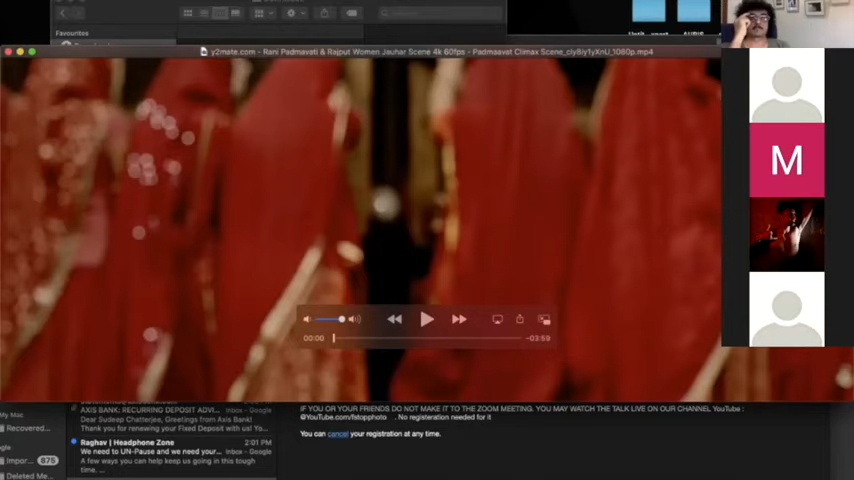 Favourites
y2mate.com - Rani Padmavati & Rajput Women Jauhar Scene 4k 60fps - Padmaavat Climax Scene_ciy8iy1yXnU_1080p.mp4
M
00:00
-03:59
My Mac
Recovered...
Impor... 875
Deleted Me...
AXIS BANK: RECURRING DEPOSIT ADVI... Inbox - Google
Dear Sudeep Chatterjee, Greetings from Axis Bank!
Thank you for renewing your Fixed Deposit with us! Yo...
Raghav | Headphone Zone 2:01 PM
We need to UN-Pause and we need your... Inbox - Google
A few ways you can help keep us going in this tough
time. ...
IF YOU OR YOUR FRIENDS DO NOT MAKE IT TO THE ZOOM MEETING. YOU MAY WATCH THE TALK LIVE ON OUR CHANNEL YouTube :
@YouTube.com/fstopphoto . No registeration needed for it
You can cancel your registration at any time.